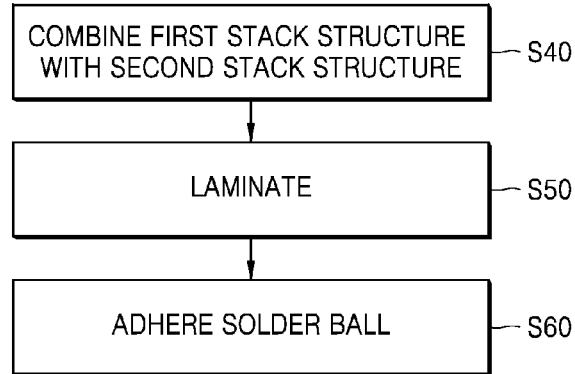 COMBINE FIRST STACK STRUCTURE
WITH SECOND STACK STRUCTURE
S40
LAMINATE
S50
ADHERE SOLDER BALL
S60